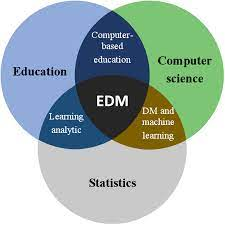 Computer-
based
education
Education
Computer
science
EDM
Learning
analytic
DM and
machine
learning
Statistics